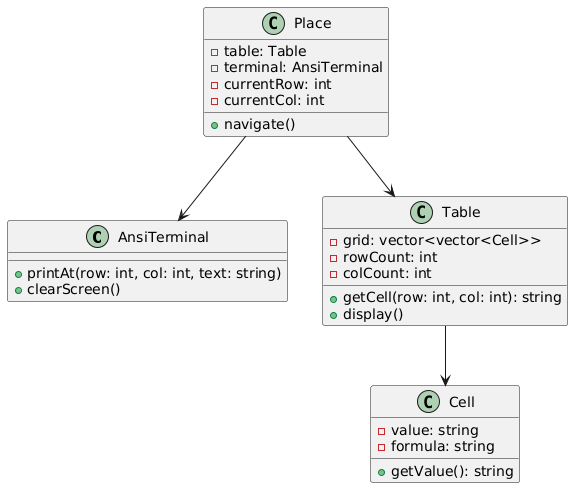 C Place
table: Table
terminal: AnsiTerminal
currentRow: int
currentCol: int
navigate()
C AnsiTerminal
printAt(row: int, col: int, text: string)
clearScreen()
C Table
grid: vector<vector<Cell>>
rowCount: int
colCount: int
getCell(row: int, col: int): string
display()
C Cell
value: string
formula: string
getValue(): string